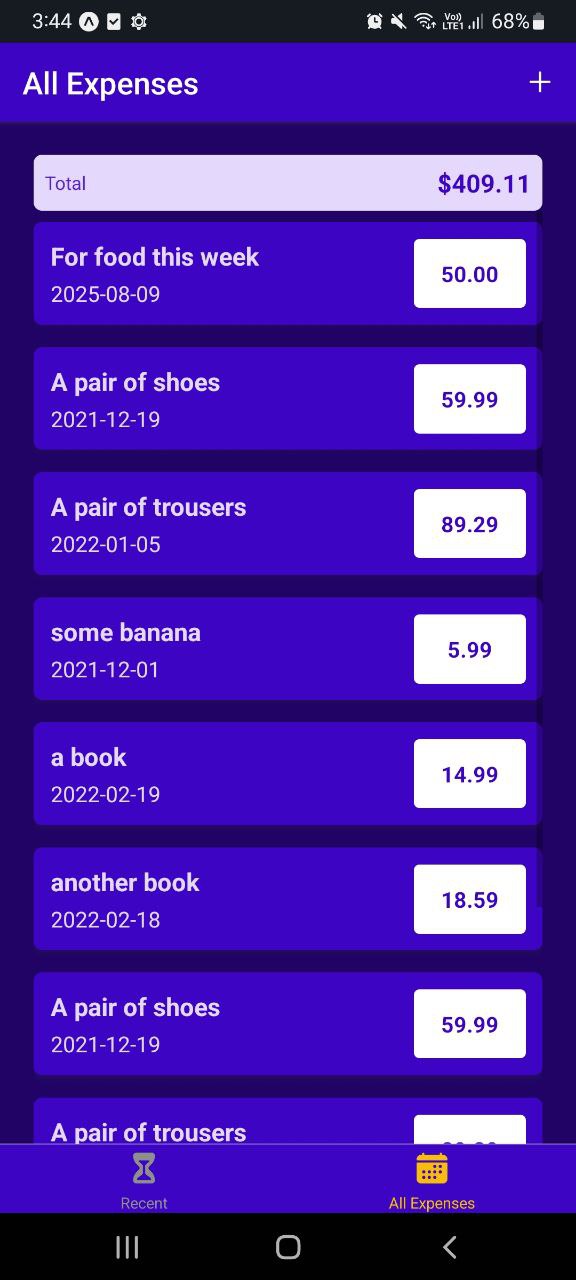 3:44
Vo)) LTE1 68%
All Expenses
+
Total $409.11
For food this week
2025-08-09
50.00
A pair of shoes
2021-12-19
59.99
A pair of trousers
2022-01-05
89.29
some banana
2021-12-01
5.99
a book
2022-02-19
14.99
another book
2022-02-18
18.59
A pair of shoes
2021-12-19
59.99
A pair of trousers
Recent
All Expenses